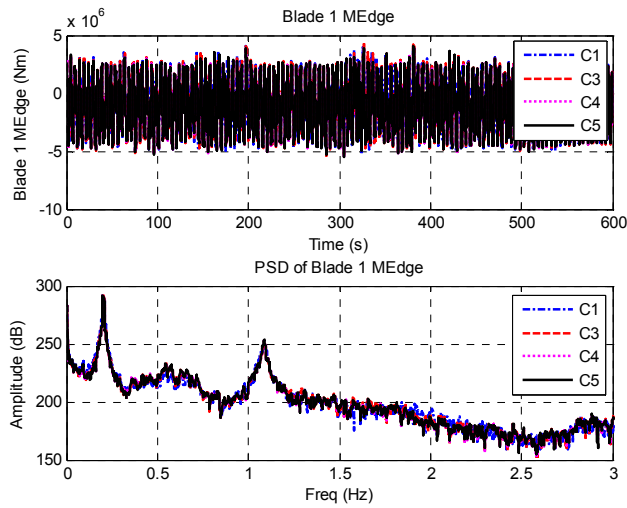 x 10^6
Blade 1 MEdge
Blade 1 MEdge (Nm)
5
0
-5
-10
0 100 200 300 400 500 600
Time (s)
C1
C3
C4
C5
PSD of Blade 1 MEdge
Amplitude (dB)
300
250
200
150
0 0.5 1 1.5 2 2.5 3
Freq (Hz)
C1
C3
C4
C5